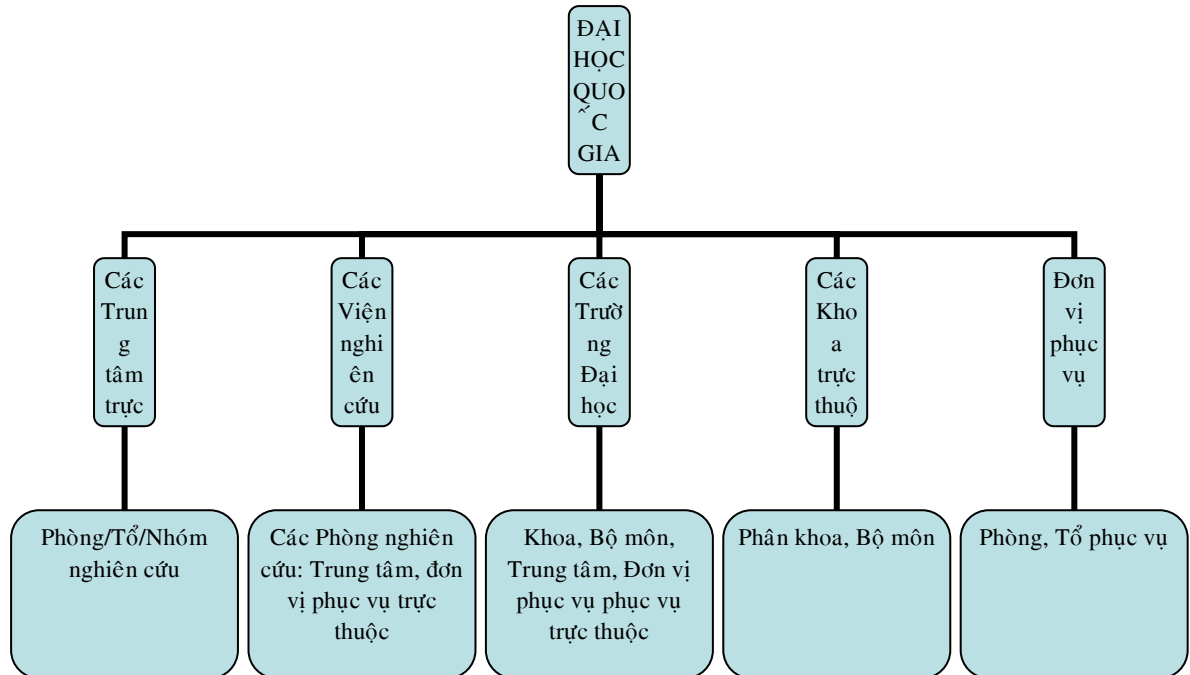 ĐẠI
HỌC
QUO
ỐC
GIA
Các
Trun
g
tâm
trực
Các
Viện
nghi
ên
cứu
Các
Trườ
ng
Đại
học
Các
Kho
a
trực
thuộ
Đơn
vị
phục
vụ
Phòng/Tổ/Nhóm
nghiên cứu
Các Phòng nghiên
cứu: Trung tâm, đơn
vị phục vụ trực
thuộc
Khoa, Bộ môn,
Trung tâm, Đơn vị
phục vụ phục vụ
trực thuộc
Phân khoa, Bộ môn
Phòng, Tổ phục vụ